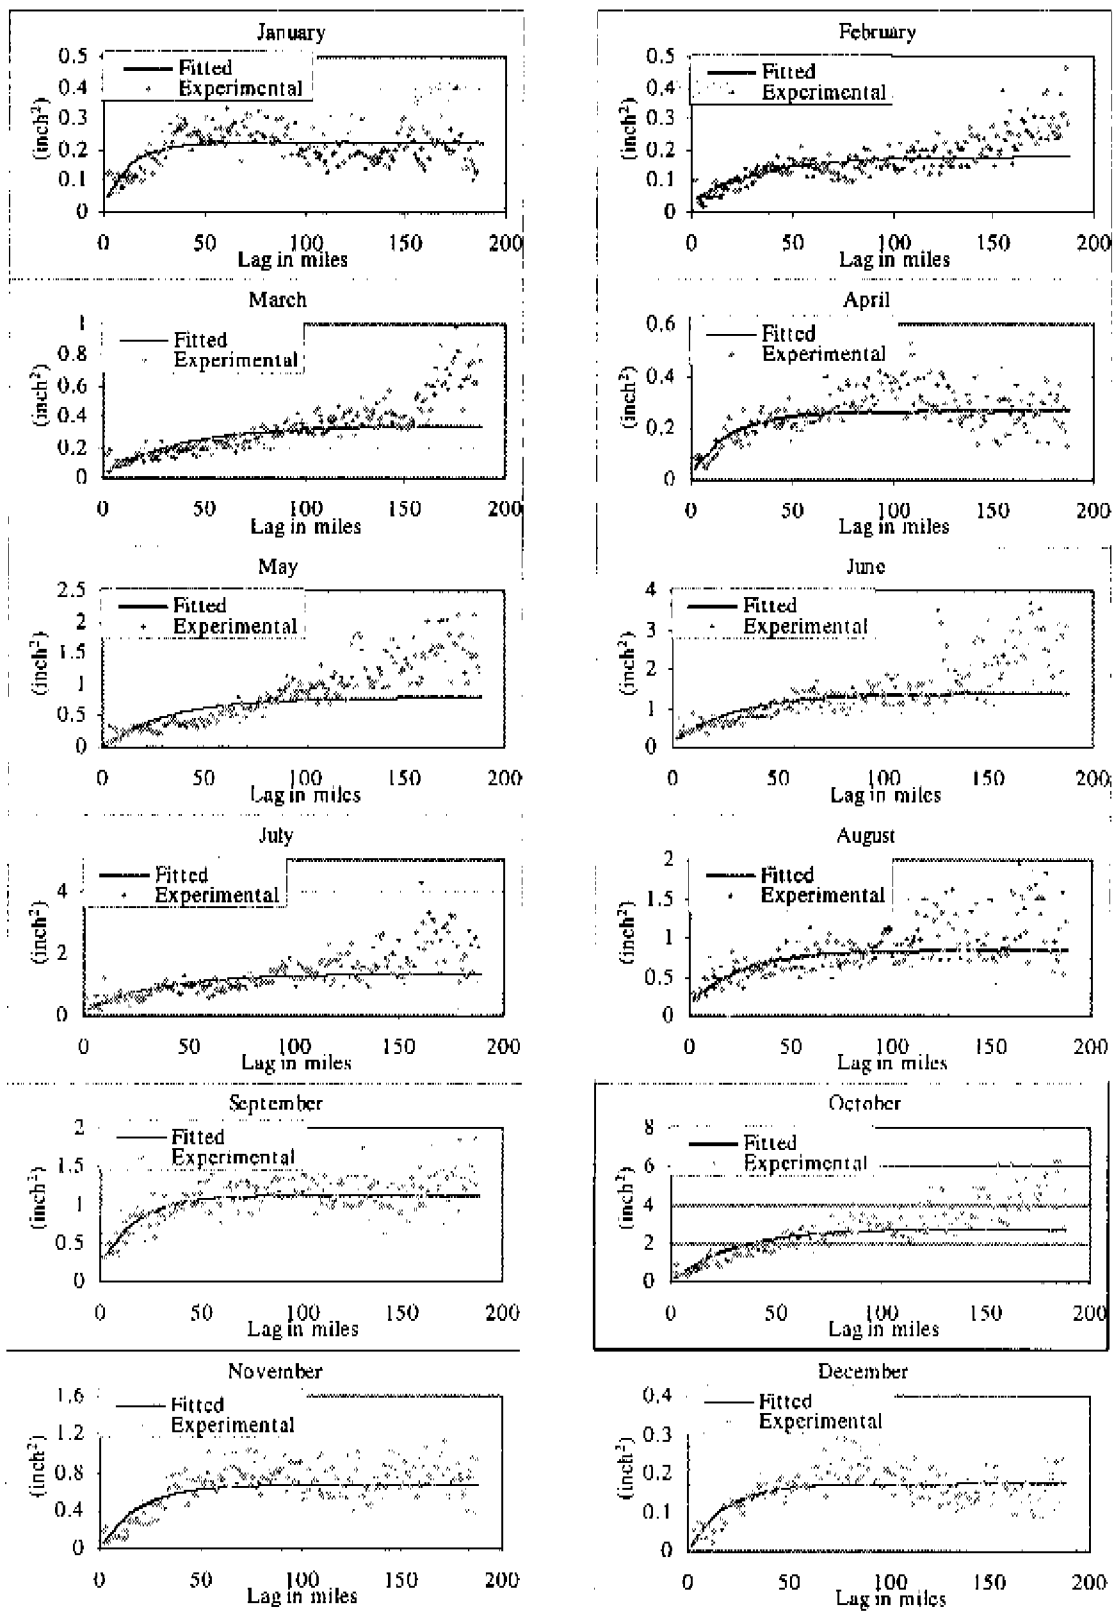 January
0.5
Fitted
0.4
Experimental
0.3
(inch²)
0.2
0.1
0
0 50 100 150 200
Lag in miles
February
0.5
Fitted
0.4
Experimental
0.3
(inch²)
0.2
0.1
0
0 50 100 150 200
Lag in miles
March
1
Fitted
0.8
Experimental
0.6
(inch²)
0.4
0.2
0
0 50 100 150 200
Lag in miles
April
0.6
Fitted
Experimental
0.4
(inch²)
0.2
0
0 50 100 150 200
Lag in miles
May
2.5
Fitted
2
Experimental
1.5
(inch²)
1
0.5
0
0 50 100 150 200
Lag in miles
June
4
Fitted
3
Experimental
(inch²)
2
1
0
0 50 100 150 200
Lag in miles
July
Fitted
4
Experimental
(inch²)
2
0
0 50 100 150 200
Lag in miles
August
2
Fitted
1.5
Experimental
(inch²)
1
0.5
0
0 50 100 150 200
Lag in miles
September
2
Fitted
1.5
Experimental
(inch²)
1
0.5
0
0 50 100 150 200
Lag in miles
October
8
Fitted
6
Experimental
(inch²)
4
2
0
0 50 100 150 200
Lag in miles
November
1.6
Fitted
1.2
Experimental
(inch²)
0.8
0.4
0
0 50 100 150 200
Lag in miles
December
0.4
Fitted
Experimental
0.3
(inch²)
0.2
0.1
0
0 50 100 150 200
Lag in miles